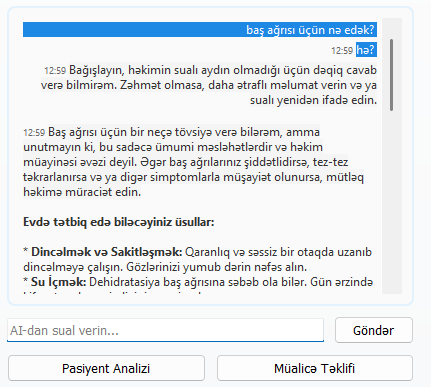 baş ağrısı üçün nə edək?
12:59 hə?
12:59 Bağışlayın, həkimin sualı aydın olmadığı üçün dəqiq cavab
verə bilmirəm. Zəhmət olmasa, daha ətraflı məlumat verin və ya
sualı yenidən ifadə edin.
12:59 Baş ağrısı üçün bir neçə tövsiyə verə bilərəm, amma
unutmayın ki, bu sadəcə ümumi məsləhətlərdir və həkim
müayinəsi əvəzi deyil. Əgər baş ağrılarınız şiddətlidirsə, tez-tez
təkrarlanırsa və ya digər simptomlarla müşayiət olunursa, mütləq
həkimə müraciət edin.
Evdə tətbiq edə biləcəyiniz üsullar:
* Dincəlmək və Sakitləşmək: Qaranlıq və səssiz bir otaqda uzanıb
dincəlməyə çalışın. Gözlərinizi yumub dərin nəfəs alın.
* Su İçmək: Dehidratasiya baş ağrısına səbəb ola bilər. Gün ərzində
AI-dan sual verin...
Göndər
Pasiyent Analizi
Müalicə Təklifi